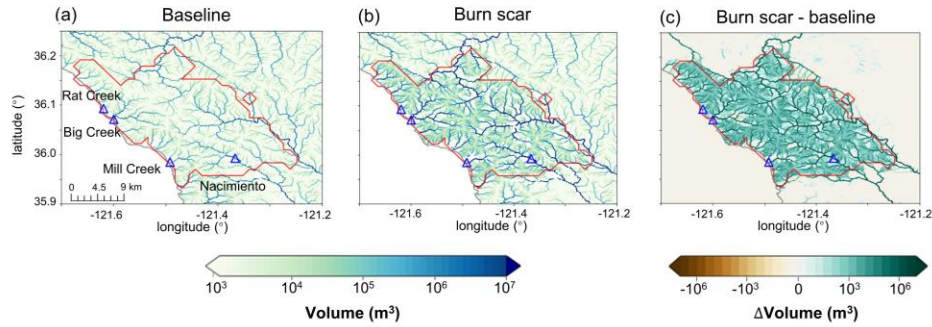 (a) Baseline
(b) Burn scar
(c) Burn scar - baseline
latitude (°)
36.2
36.1
36.0
35.9
Rat Creek
Big Creek
Mill Creek
Nacimiento
0 4.5 9 km
-121.6 -121.4 -121.2
longitude (°)
-121.6 -121.4 -121.2
longitude (°)
-121.6 -121.4 -121.2
longitude (°)
10³ 10⁴ 10⁵ 10⁶ 10⁷
Volume (m³)
-10⁶ -10³ 0 10³ 10⁶
ΔVolume (m³)